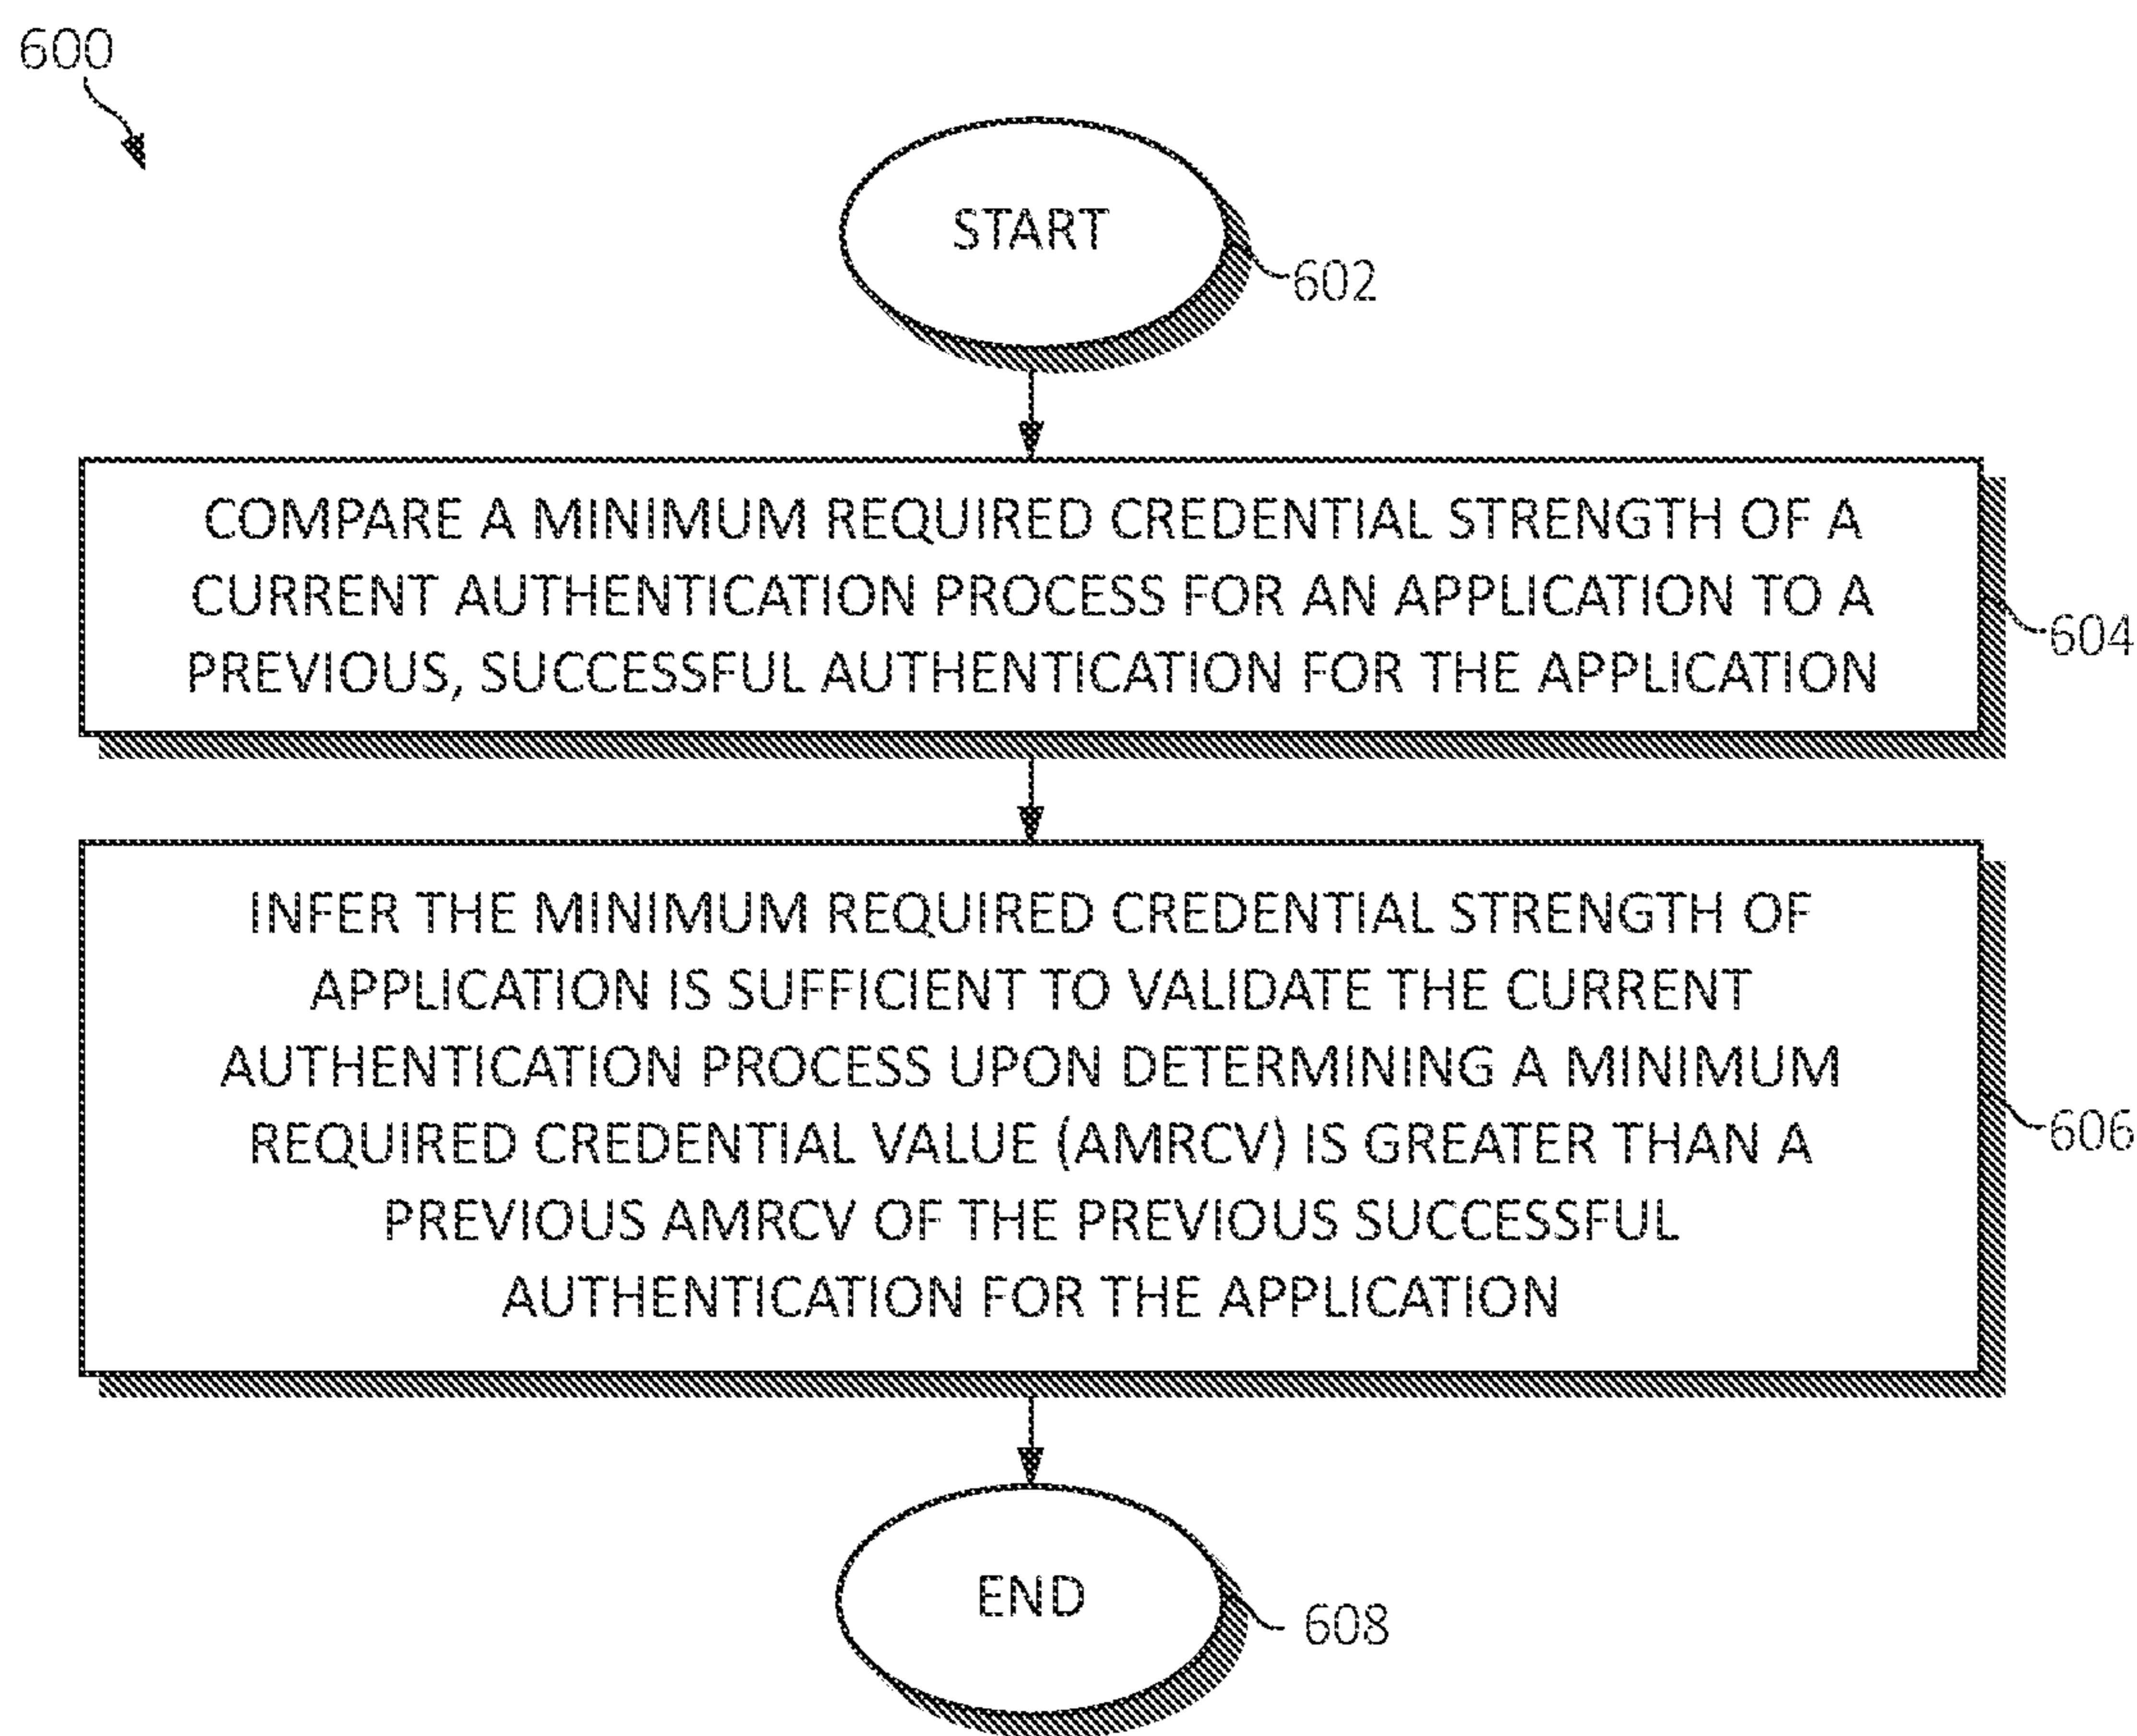 600
START
602
COMPARE A MINIMUM REQUIRED CREDENTIAL STRENGTH OF A
CURRENT AUTHENTICATION PROCESS FOR AN APPLICATION TO A
PREVIOUS, SUCCESSFUL AUTHENTICATION FOR THE APPLICATION
604
INFER THE MINIMUM REQUIRED CREDENTIAL STRENGTH OF
APPLICATION IS SUFFICIENT TO VALIDATE THE CURRENT
AUTHENTICATION PROCESS UPON DETERMINING A MINIMUM
REQUIRED CREDENTIAL VALUE (AMRCV) IS GREATER THAN A
PREVIOUS AMRCV OF THE PREVIOUS SUCCESSFUL
AUTHENTICATION FOR THE APPLICATION
606
END
608